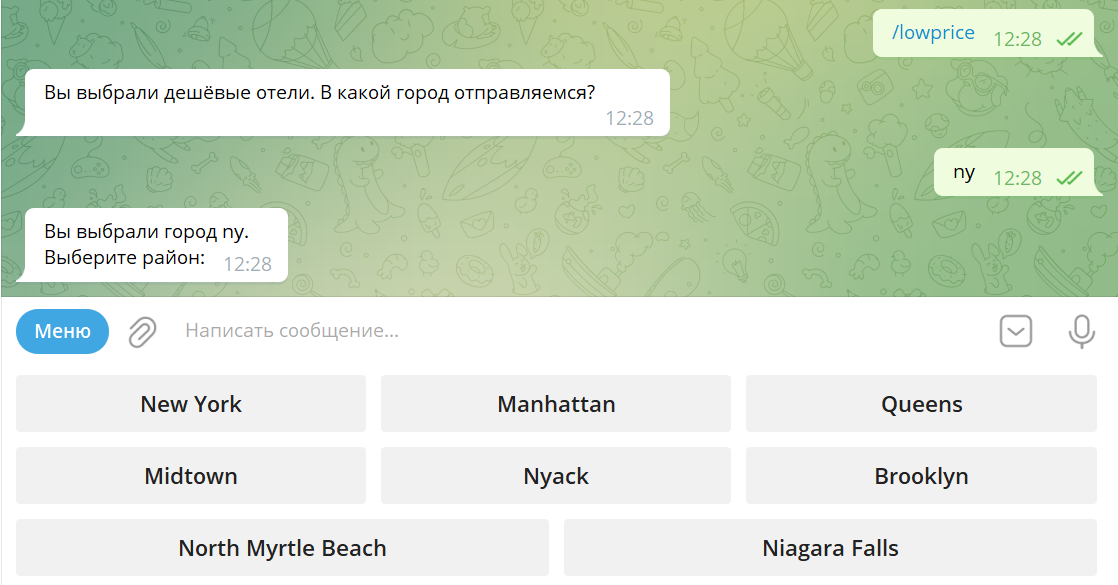 /lowprice 12:28
Вы выбрали дешёвые отели. В какой город отправляемся?
12:28
ny 12:28
Вы выбрали город ny.
Выберите район: 12:28
Меню Написать сообщение...
New York Manhattan Queens
Midtown Nyack Brooklyn
North Myrtle Beach Niagara Falls